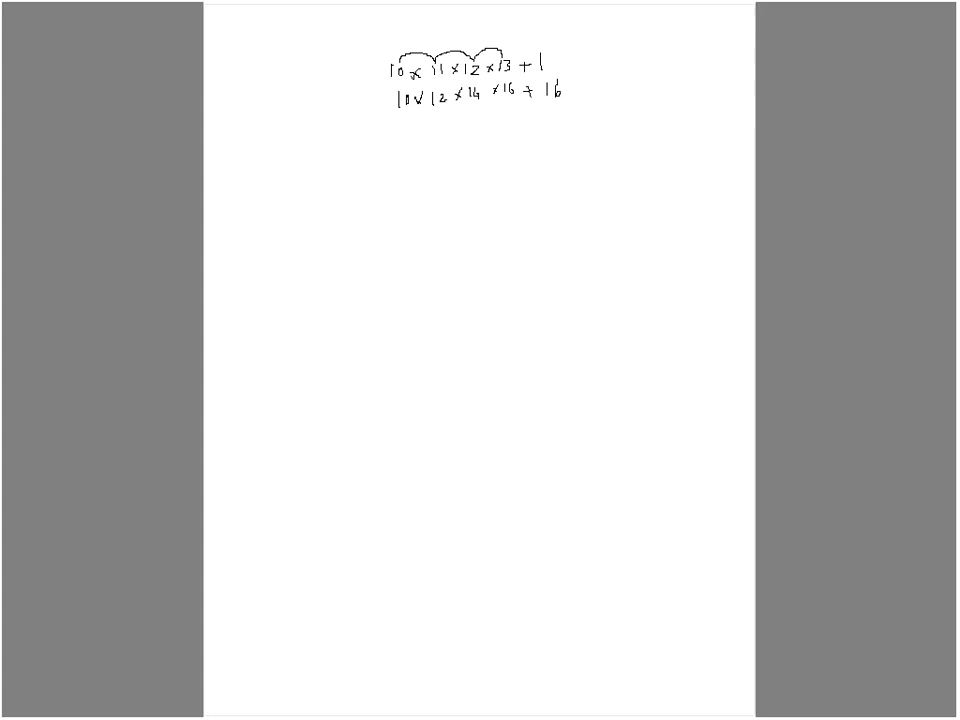 10 × 11 × 12 × 13 + 1
10 × 12 × 14 × 16 + 16